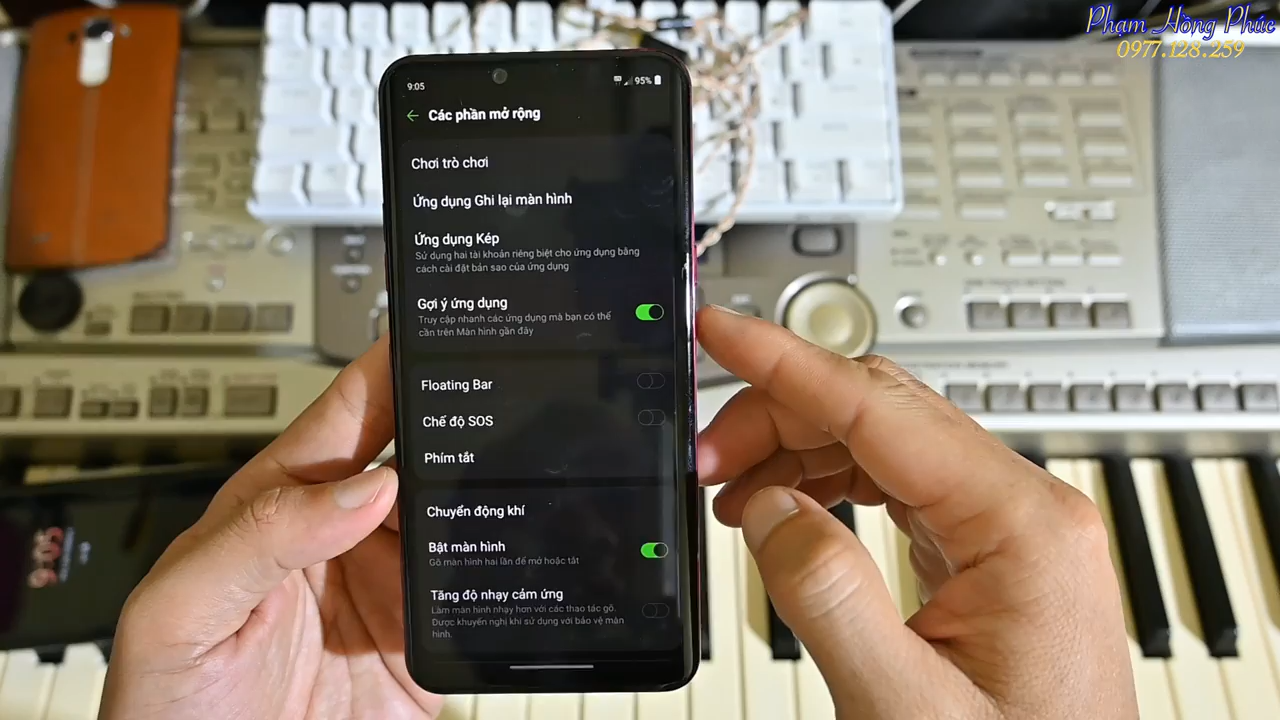 Phạm Hồng Phúc
0977.128.259
9:05
95%
Các phần mở rộng
Chơi trò chơi
Ứng dụng Ghi lại màn hình
Ứng dụng Kép
Sử dụng hai tài khoản riêng biệt cho ứng dụng bằng
cách cài đặt bản sao của ứng dụng
Gợi ý ứng dụng
Truy cập nhanh các ứng dụng mà bạn có thể
cần trên Màn hình gần đây
Floating Bar
Chế độ SOS
Phím tắt
Chuyển động khí
Bật màn hình
Gõ màn hình hai lần để mở hoặc tắt
Tăng độ nhạy cảm ứng
Làm màn hình nhạy hơn với các thao tác gõ.
Được khuyến nghị khi sử dụng với bảo vệ màn
hình.